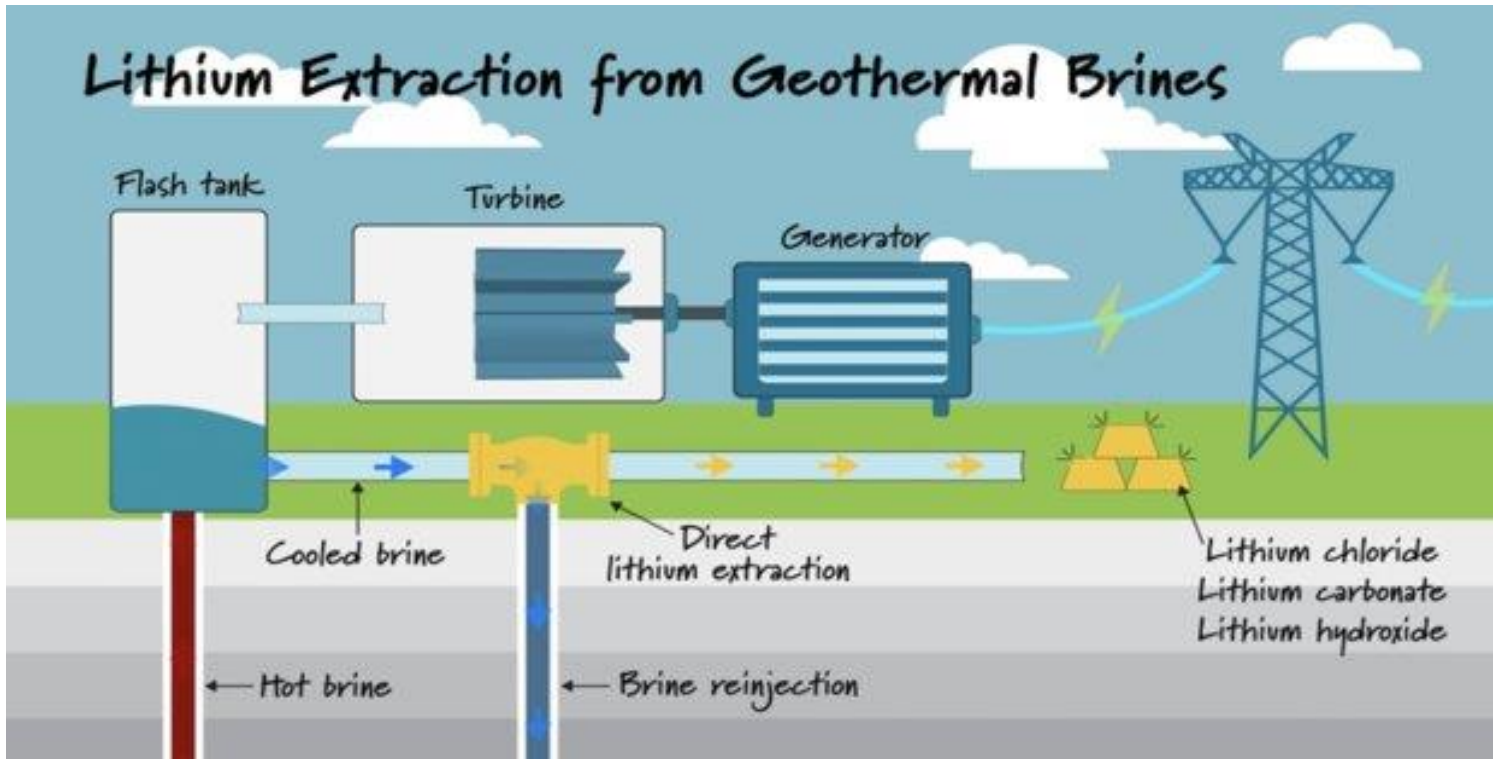 Lithium Extraction from Geothermal Brines
Flash tank
Turbine
Generator
Cooled brine
Direct
lithium extraction
Lithium chloride
Lithium carbonate
Lithium hydroxide
Hot brine
Brine reinjection